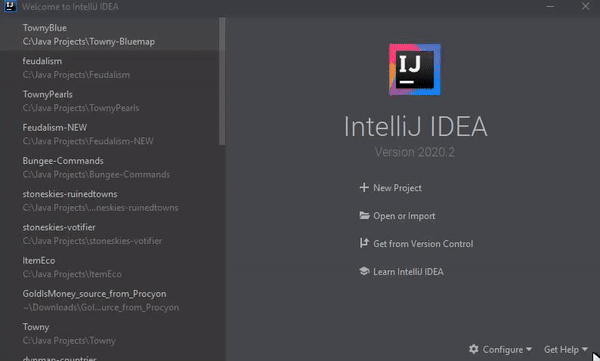 Welcome to IntelliJ IDEA
TownyBlue
C:\Java Projects\Towny-Bluemap
feudalism
C:\Java Projects\Feudalism
TownyPearls
C:\Java Projects\TownyPearls
Feudalism-NEW
C:\Java Projects\Feudalism-NEW
Bungee-Commands
C:\Java Projects\Bungee-Commands
stoneskies-ruinedtowns
C:\Java Projects\...neskies-ruinedtowns
stoneskies-votifier
C:\Java Projects\stoneskies-votifier
ItemEco
C:\Java Projects\ItemEco
GoldIsMoney_source_from_Procyon
~\Downloads\Gol...urce_from_Procyon
Towny
C:\Java Projects\Towny
dynmap-countries
IJ
IntelliJ IDEA
Version 2020.2
New Project
Open or Import
Get from Version Control
Learn IntelliJ IDEA
Configure
Get Help